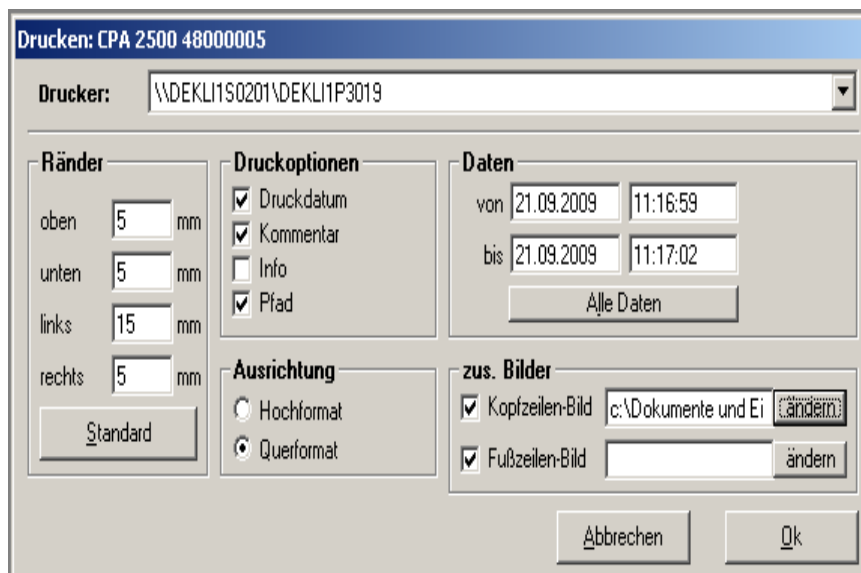 Drucken: CPA 2500 48000005
Drucker: \\DEKLI1S0201\DEKLI1P3019
Ränder
oben 5 mm
unten 5 mm
links 15 mm
rechts 5 mm
Standard
Druckoptionen
Druckdatum
Kommentar
Info
Pfad
Ausrichtung
Hochformat
Querformat
Daten
von 21.09.2009 11:16:59
bis 21.09.2009 11:17:02
Alle Daten
zus. Bilder
Kopfzeilen-Bild c:\Dokumente und Ei ändern
Fußzeilen-Bild ändern
Abbrechen Ok